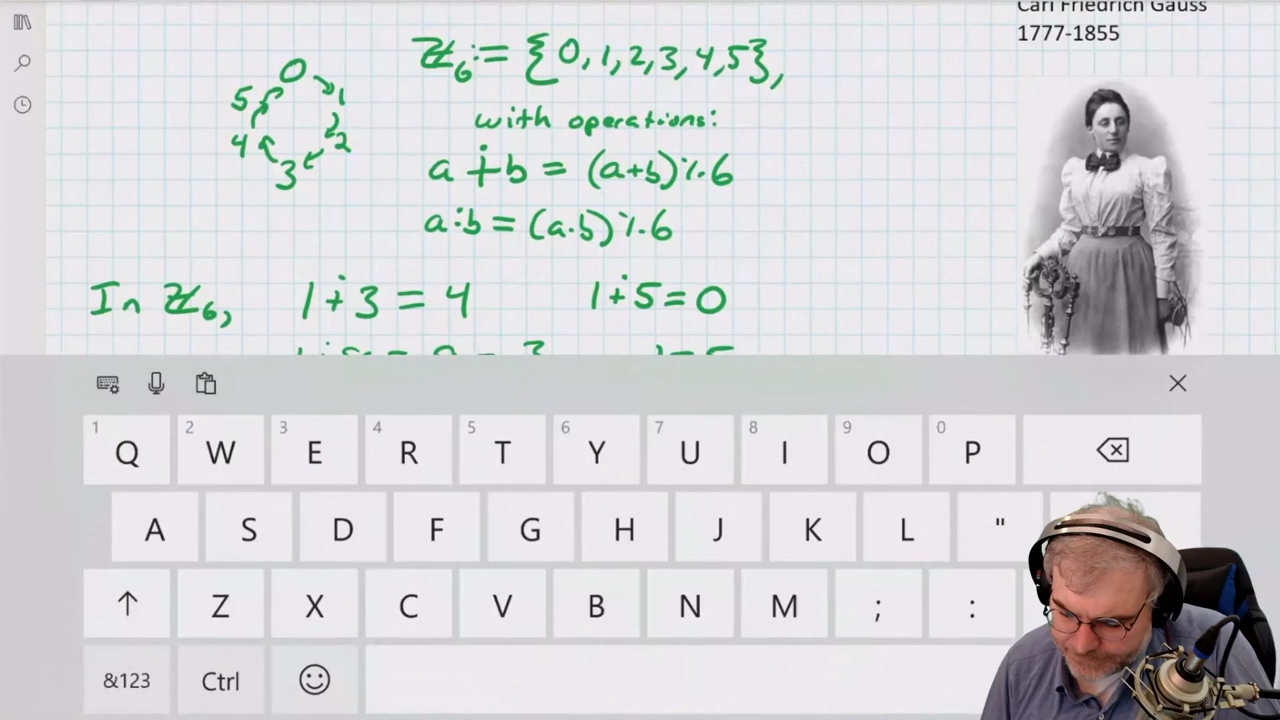 Carl Friedrich Gauss
1777-1855
ℤ₆ := {0,1,2,3,4,5},
with operations:
a ∔ b = (a+b)%6
a ⋅: b = (a·b)%6
0
1
2
3
4
5
In ℤ₆, 1 ∔ 3 = 4 1 ∔ 5 = 0
1 Q
2 W
3 E
4 R
5 T
6 Y
7 U
8 I
9 O
0 P
A S D F G H J K L "
Z X C V B N M ; :
&123 Ctrl